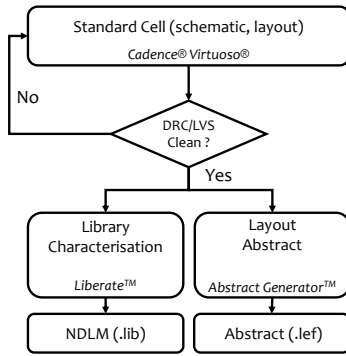 Standard Cell (schematic, layout)
Cadence® Virtuoso®
No
DRC/LVS
Clean ?
Yes
Library
Characterisation
Liberate™
Layout
Abstract
Abstract Generator™
NDLM (.lib)
Abstract (.lef)